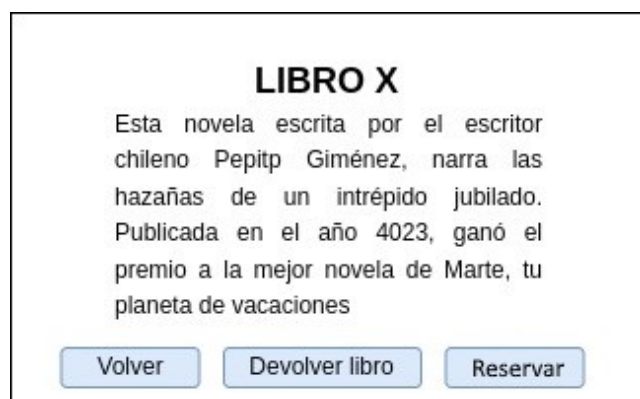 LIBRO X
Esta novela escrita por el escritor
chileno Pepitp Giménez, narra las
hazañas de un intrépido jubilado.
Publicada en el año 4023, ganó el
premio a la mejor novela de Marte, tu
planeta de vacaciones
Volver Devolver libro Reservar